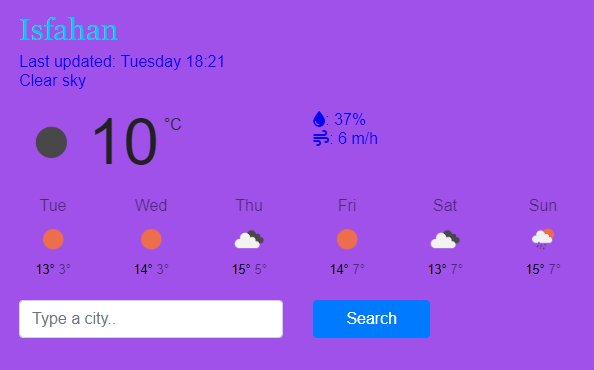 Isfahan
Last updated: Tuesday 18:21
Clear sky
10 °C
: 37%
: 6 m/h
Tue Wed Thu Fri Sat Sun
13° 3° 14° 3° 15° 5° 14° 7° 13° 7° 15° 7°
Type a city.. Search